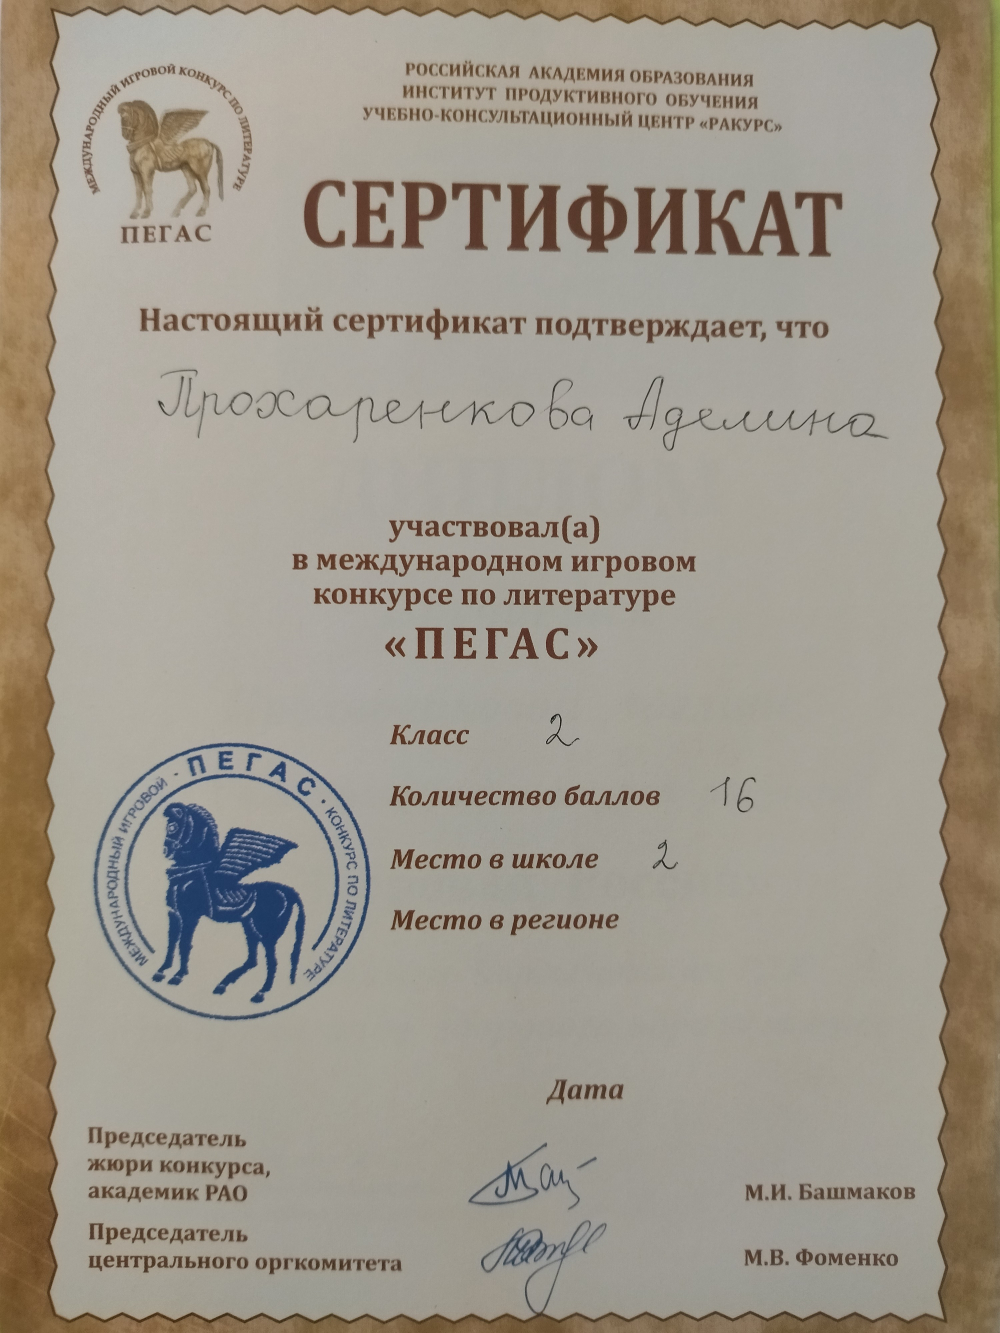 МЕЖДУНАРОДНЫЙ ИГРОВОЙ КОНКУРС ПО ЛИТЕРАТУРЕ
ПЕГАС
РОССИЙСКАЯ АКАДЕМИЯ ОБРАЗОВАНИЯ
ИНСТИТУТ ПРОДУКТИВНОГО ОБУЧЕНИЯ
УЧЕБНО-КОНСУЛЬТАЦИОННЫЙ ЦЕНТР «РАКУРС»
СЕРТИФИКАТ
Настоящий сертификат подтверждает, что
Прохаренкова Аделина
участвовал(а)
в международном игровом
конкурсе по литературе
«ПЕГАС»
Класс 2
Количество баллов 16
Место в школе 2
Место в регионе
МЕЖДУНАРОДНЫЙ ИГРОВОЙ · ПЕГАС · КОНКУРС ПО ЛИТЕРАТУРЕ
Дата
Председатель
жюри конкурса,
академик РАО
М.И. Башмаков
Председатель
центрального оргкомитета
М.В. Фоменко